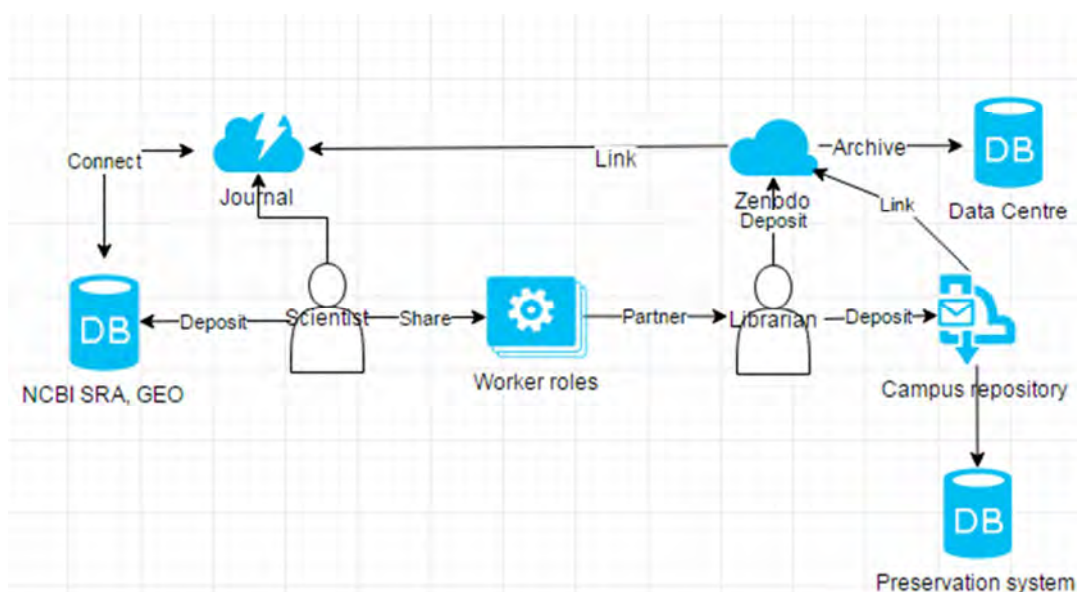 Connect
Journal
Link
Zenodo
Archive
DB
Data Centre
Deposit
Link
DB
NCBI SRA, GEO
Deposit
Scientist
Share
Worker roles
Partner
Librarian
Deposit
Campus repository
DB
Preservation system